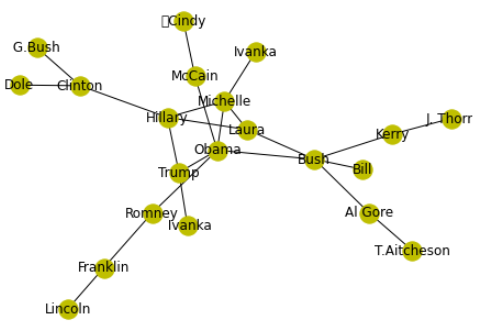 Cindy
G.Bush
Ivanka
Dole
Clinton
McCain
Michelle
Hillary
Laura
J. Thorr
Kerry
Obama
Bush
Bill
Trump
Romney
Ivanka
Al Gore
T.Aitcheson
Franklin
Lincoln